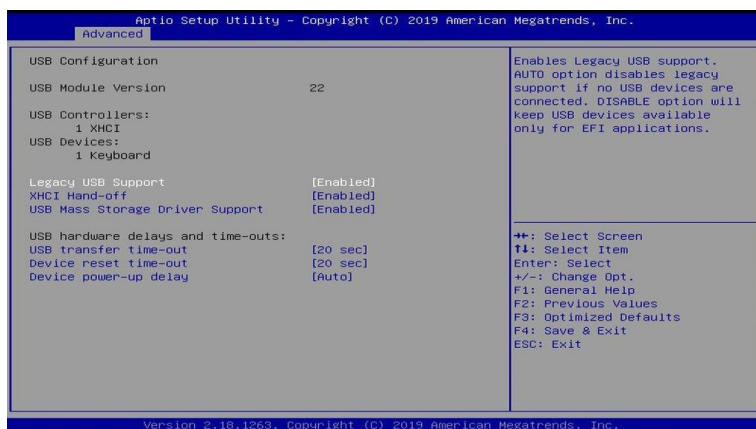 Aptio Setup Utility – Copyright (C) 2019 American Megatrends, Inc.
Advanced
USB Configuration
USB Module Version 22
USB Controllers:
1 XHCI
USB Devices:
1 Keyboard
Legacy USB Support [Enabled]
XHCI Hand-off [Enabled]
USB Mass Storage Driver Support [Enabled]
USB hardware delays and time-outs:
USB transfer time-out [20 sec]
Device reset time-out [20 sec]
Device power-up delay [Auto]
Enables Legacy USB support.
AUTO option disables legacy
support if no USB devices are
connected. DISABLE option will
keep USB devices available
only for EFI applications.
→←: Select Screen
↑↓: Select Item
Enter: Select
+/-: Change Opt.
F1: General Help
F2: Previous Values
F3: Optimized Defaults
F4: Save & Exit
ESC: Exit
Version 2.18.1263. Copyright (C) 2019 American Megatrends, Inc.